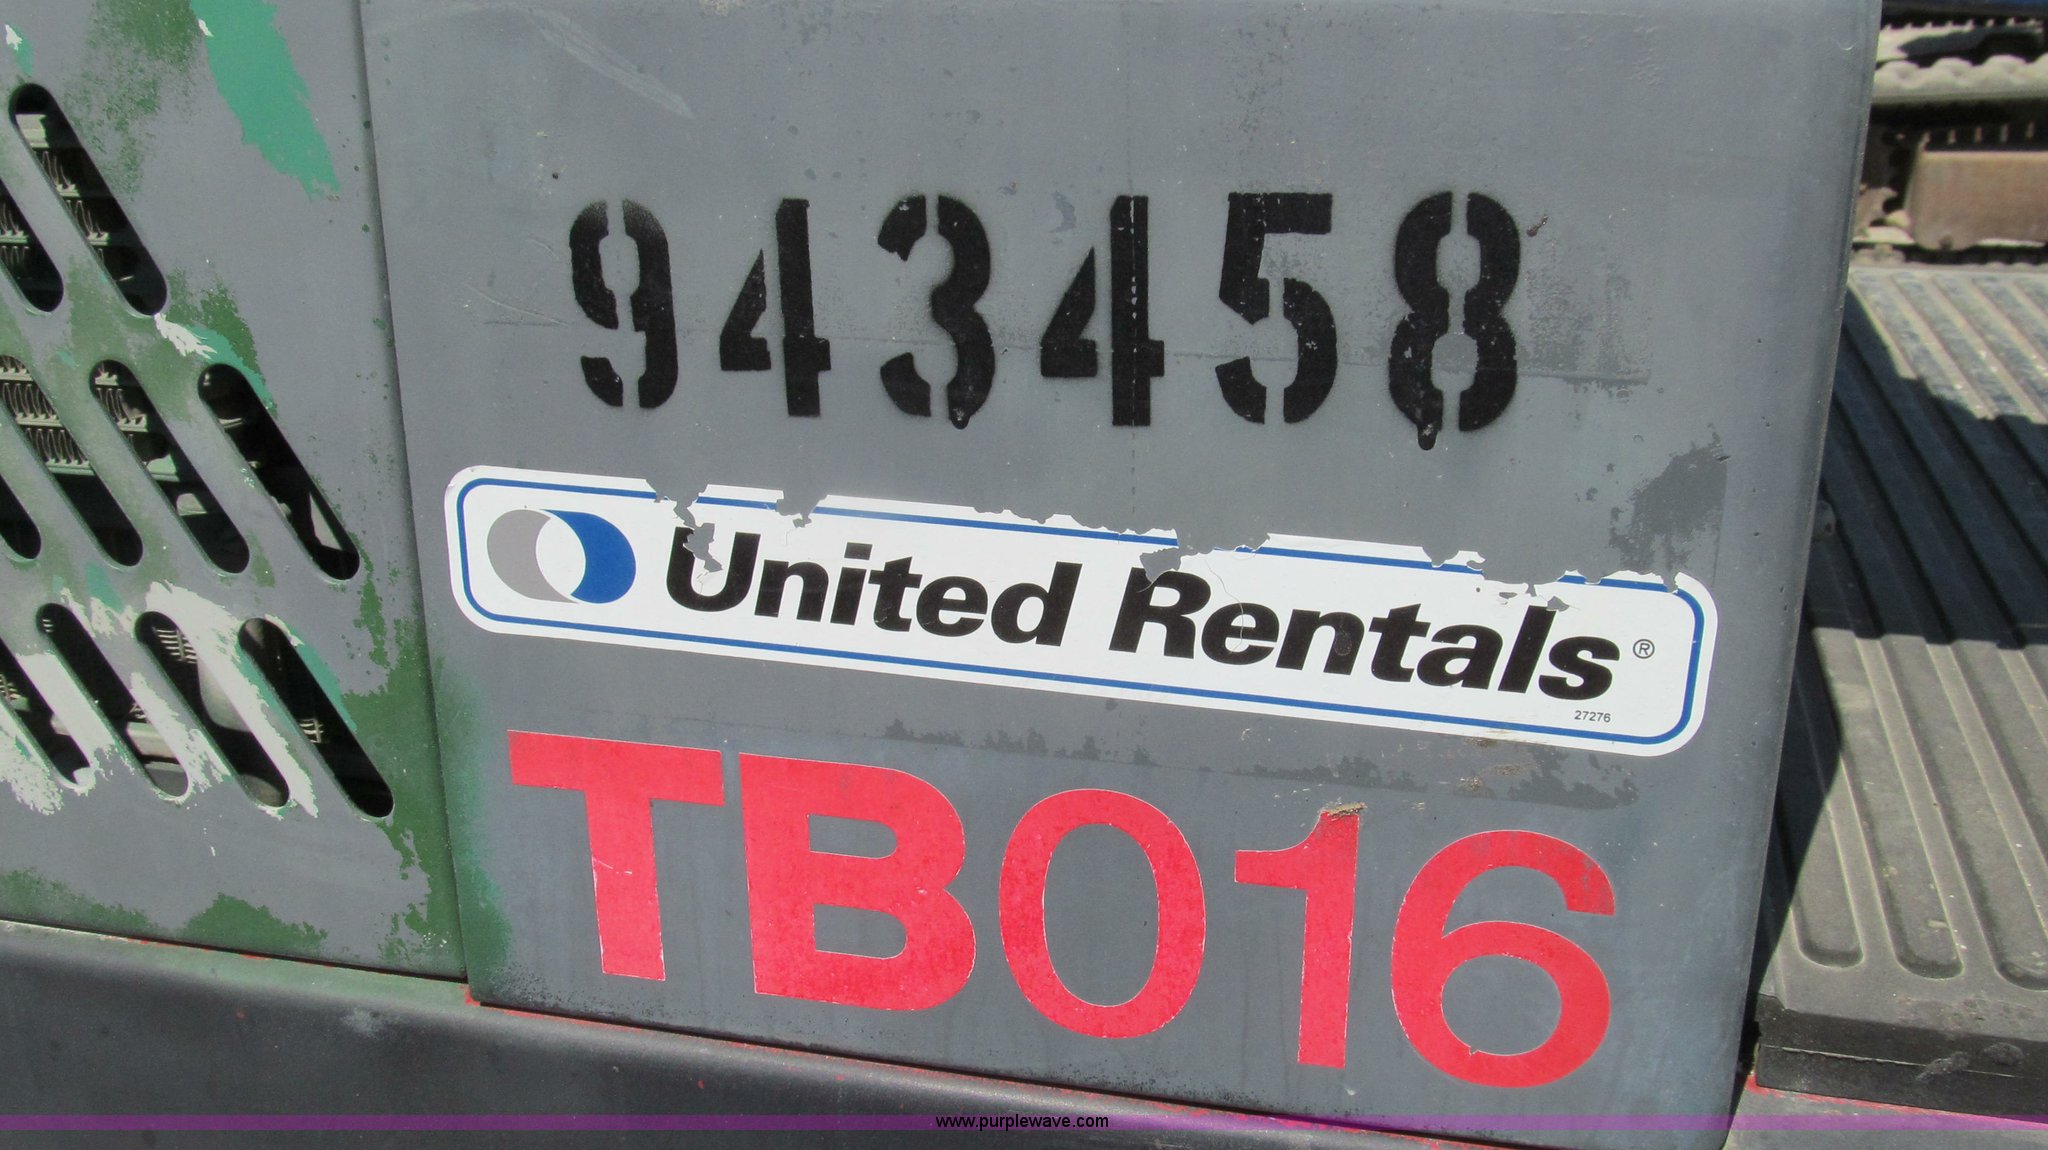 943458
United Rentals®
27276
TB016
www.purplewave.com